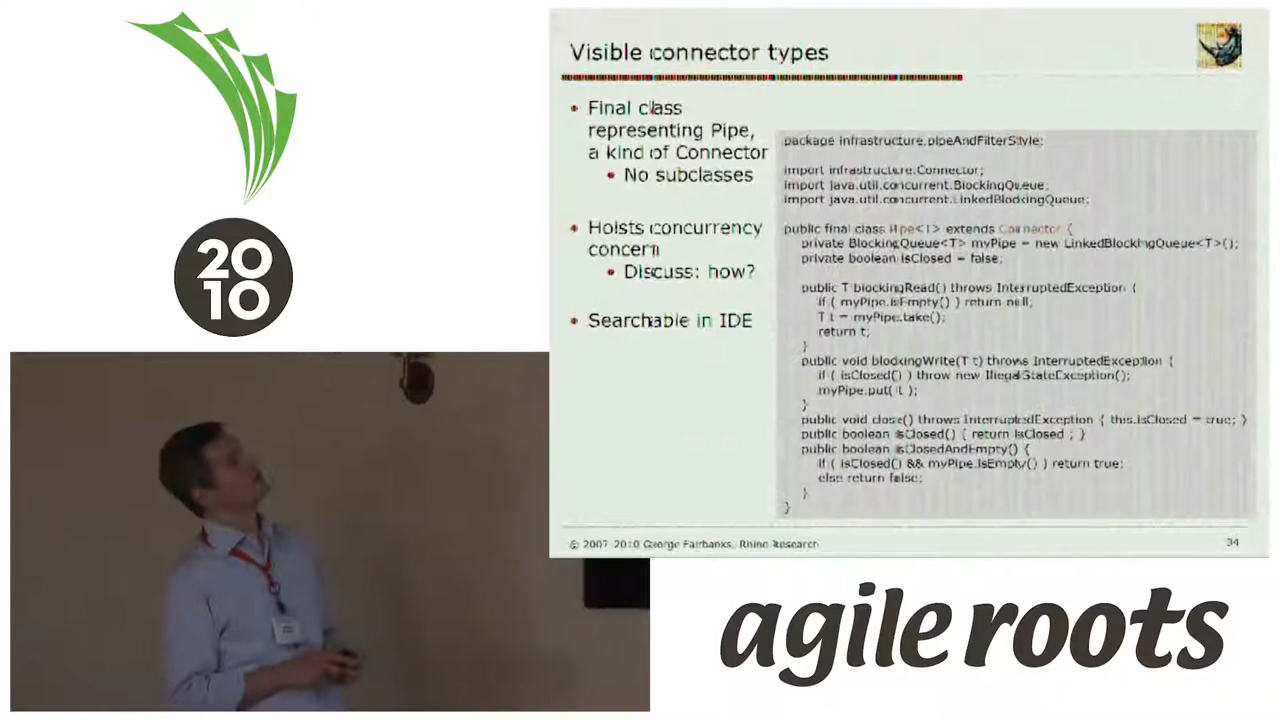 20
10
Visible connector types
Final class
representing Pipe,
a kind of Connector
No subclasses
Hoists concurrency
concern
Discuss: how?
Searchable in IDE
package infrastructure.pipeAndFilterStyle;
import infrastructure.Connector;
import java.util.concurrent.BlockingQueue;
import java.util.concurrent.LinkedBlockingQueue;
public final class Pipe<T> extends Connector {
private BlockingQueue<T> myPipe = new LinkedBlockingQueue<T>();
private boolean isClosed = false;
public T blockingRead() throws InterruptedException {
if ( myPipe.isEmpty() ) return null;
T t = myPipe.take();
return t;
}
public void blockingWrite(T t) throws InterruptedException {
if ( isClosed() ) throw new IllegalStateException();
myPipe.put( t );
}
public void close() throws InterruptedException { this.isClosed = true; }
public boolean isClosed() { return isClosed ; }
public boolean isClosedAndEmpty() {
if ( isClosed() && myPipe.isEmpty() ) return true;
else return false;
}
}
© 2007-2010 George Fairbanks, Rhino Research
34
agile roots